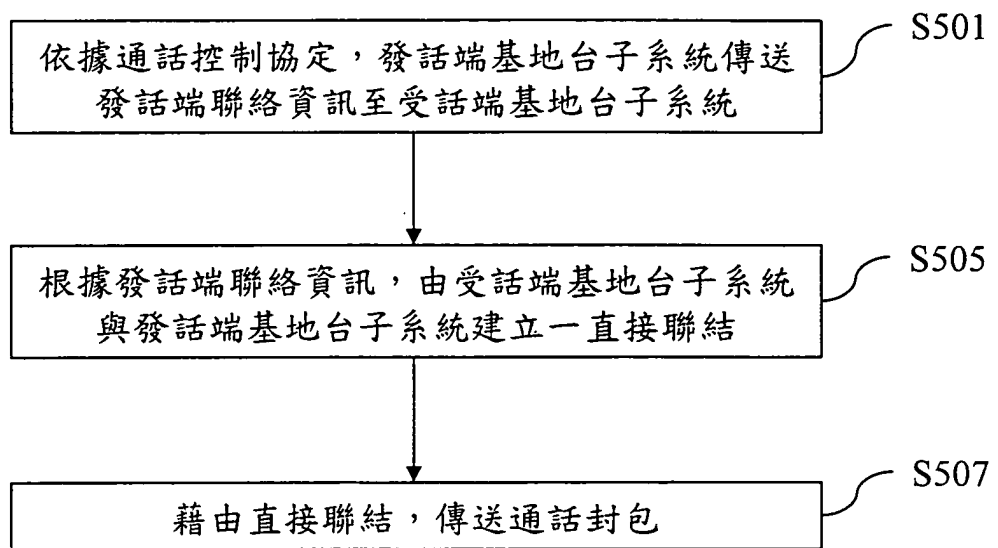 依據通話控制協定，發話端基地台子系統傳送
發話端聯絡資訊至受話端基地台子系統
S501
根據發話端聯絡資訊，由受話端基地台子系統
與發話端基地台子系統建立一直接聯結
S505
藉由直接聯結，傳送通話封包
S507